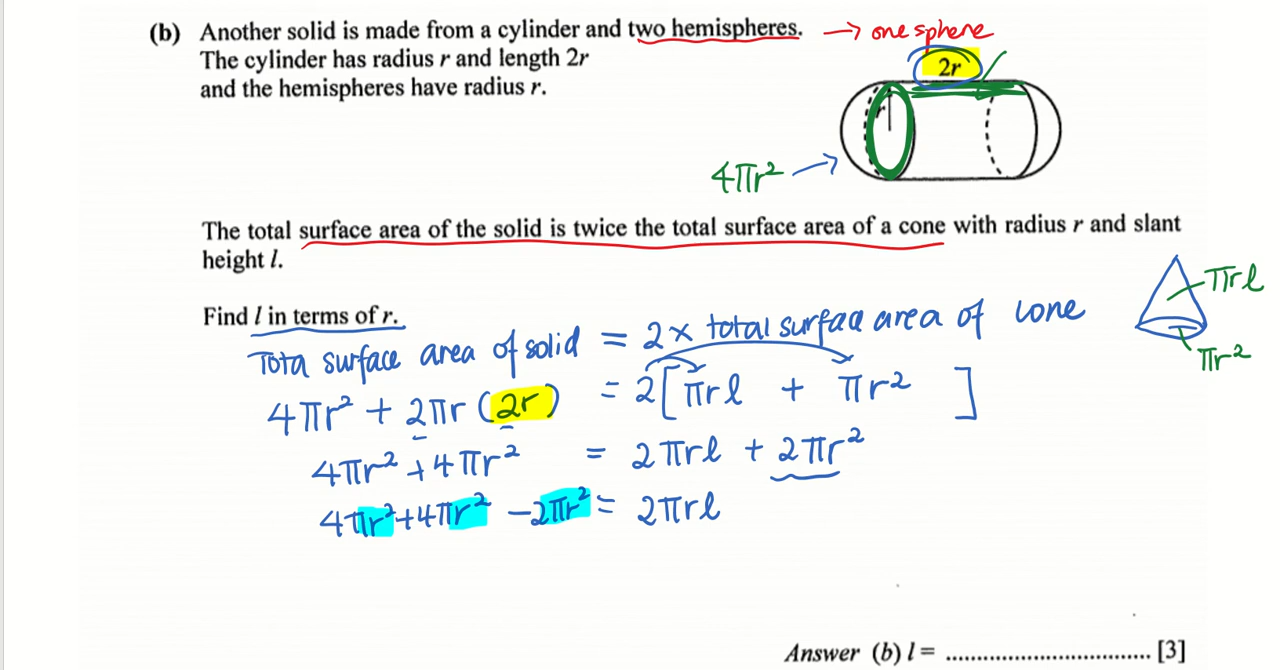 (b) Another solid is made from a cylinder and two hemispheres. → one sphere
The cylinder has radius r and length 2r
and the hemispheres have radius r.
2r
r
4πr²
The total surface area of the solid is twice the total surface area of a cone with radius r and slant
height l.
πrl
πr²
Find l in terms of r.
Tota surface area of solid = 2 x total surface area of cone
4πr² + 2πr (2r) = 2[πrl + πr²]
4πr² + 4πr² = 2πrl + 2πr²
4πr² + 4πr² - 2πr² = 2πrl
Answer (b) l = .................................. [3]